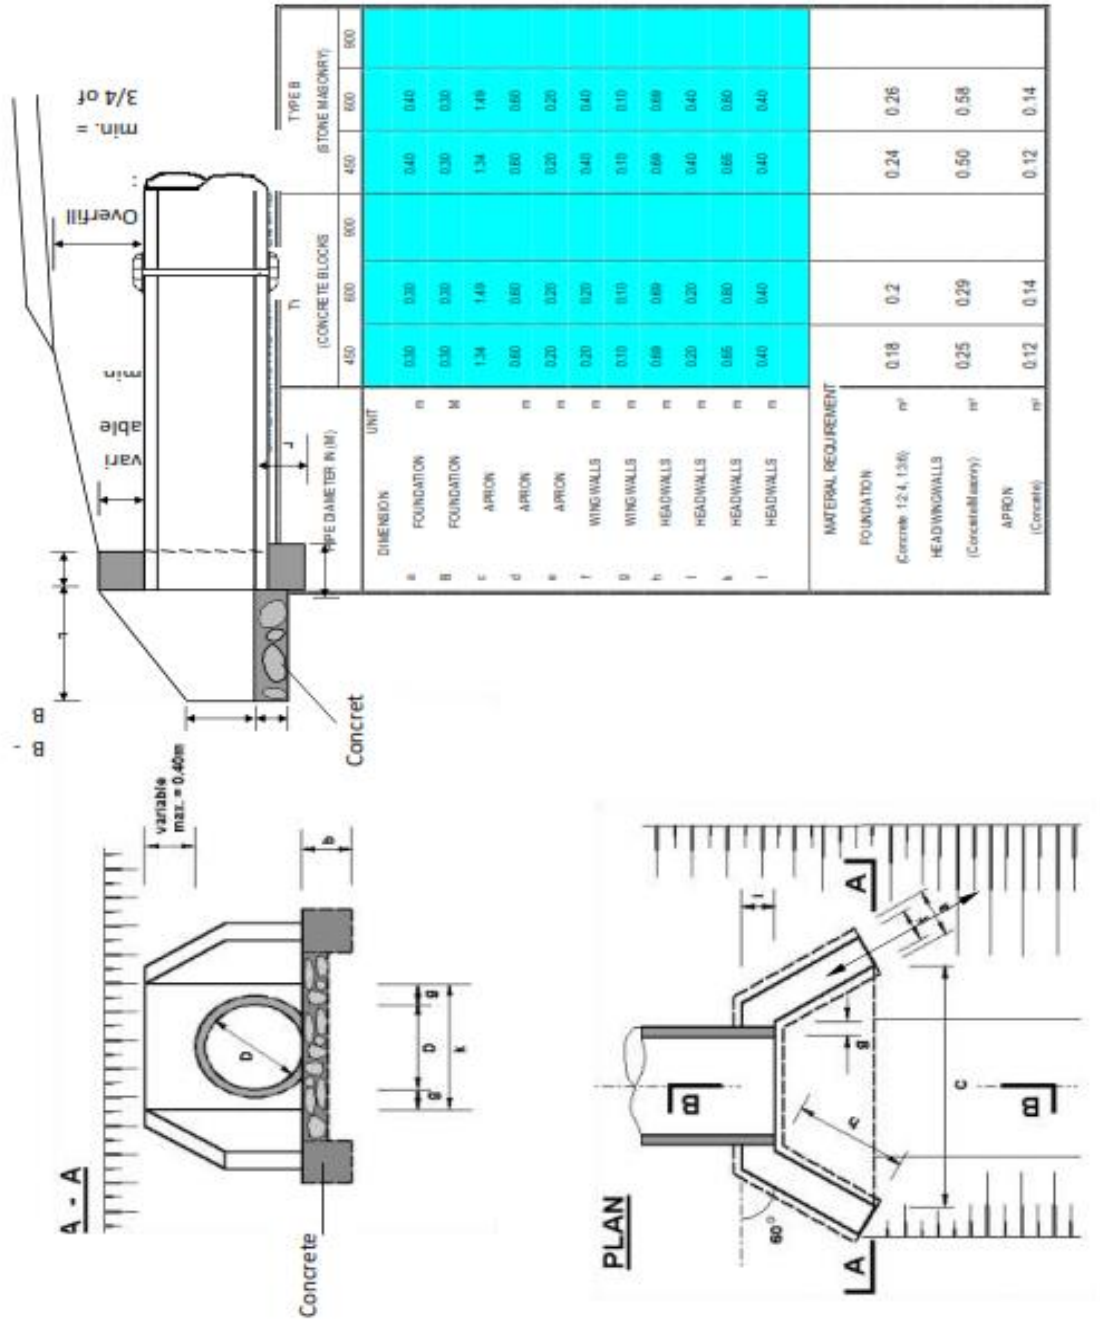 A - A
variable
max. = 0.40m
D
b
g
D
g
k
Concrete
B
B -
Concret
vari
able
min
Overfill
:
min. =
3/4 of
PLAN
60°
A
A
B
B
C
g
a
PIPE DIAMETER IN (M)
(CONCRETE BLOCKS
TYPE B
(STONE MASONRY)
450 600 900 450 600 900
DIMENSION UNIT
a FOUNDATION m 0.30 0.30 0.40 0.40
B FOUNDATION M 0.30 0.30 0.30 0.30
c APRON 1.34 1.49 1.34 1.49
d APRON m 0.60 0.60 0.60 0.60
e APRON m 0.20 0.20 0.20 0.20
f WINGWALLS m 0.20 0.20 0.40 0.40
g WINGWALLS m 0.10 0.10 0.10 0.10
h HEADWALLS m 0.69 0.69 0.69 0.69
HEADWALLS m 0.20 0.20 0.40 0.40
k HEADWALLS m 0.65 0.80 0.65 0.80
HEADWALLS m 0.40 0.40 0.40 0.40
MATERIAL REQUIREMENT
FOUNDATION
(Concrete 1:2:4, 1:3:6) m³ 0.18 0.2 0.24 0.26
HEADWINGWALLS
(Concrete/Masonry) m³ 0.25 0.29 0.50 0.58
APRON
(Concrete) m³ 0.12 0.14 0.12 0.14